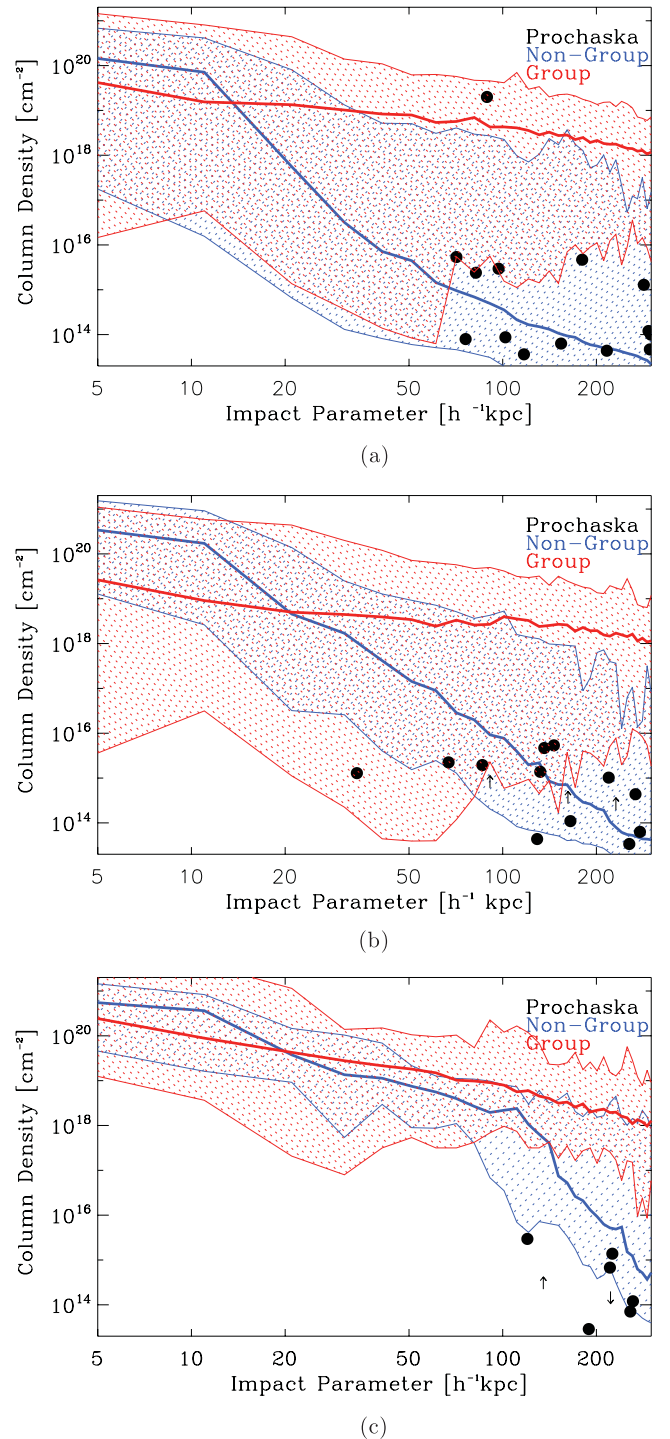 Prochaska
Non-Group
Group
10²⁰
10¹⁸
10¹⁶
10¹⁴
Column Density [cm⁻²]
5 10 20 50 100 200
Impact Parameter [h ⁻¹kpc]
(a)
Prochaska
Non-Group
Group
10²⁰
10¹⁸
10¹⁶
10¹⁴
Column Density [cm⁻²]
5 10 20 50 100 200
Impact Parameter [h⁻¹ kpc]
(b)
Prochaska
Non-Group
Group
10²⁰
10¹⁸
10¹⁶
10¹⁴
Column Density [cm⁻²]
5 10 20 50 100 200
Impact Parameter [h⁻¹kpc]
(c)